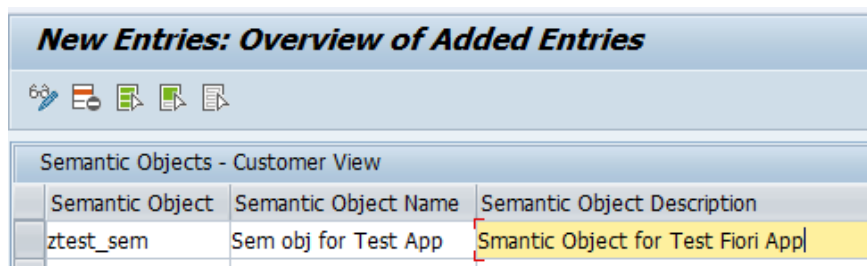 New Entries: Overview of Added Entries
Semantic Objects - Customer View
Semantic Object Semantic Object Name Semantic Object Description
ztest_sem Sem obj for Test App Smantic Object for Test Fiori App